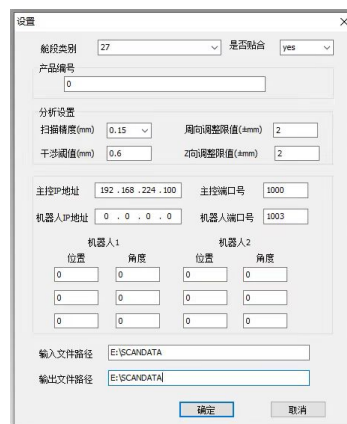 设置
舱段类别 27 是否贴合 yes
产品编号
0
分析设置
扫描精度(mm) 0.15 周向调整限值(±mm) 2
干涉阈值(mm) 0.6 Z向调整限值(±mm) 2
主控IP地址 192 . 168 . 224 . 100 主控端口号 1000
机器人IP地址 0 . 0 . 0 . 0 机器人端口号 1003
机器人1 机器人2
位置 角度 位置 角度
0 0 0 0
0 0 0 0
0 0 0 0
输入文件路径 E:\SCANDATA
输出文件路径 E:\SCANDATA
确定 取消